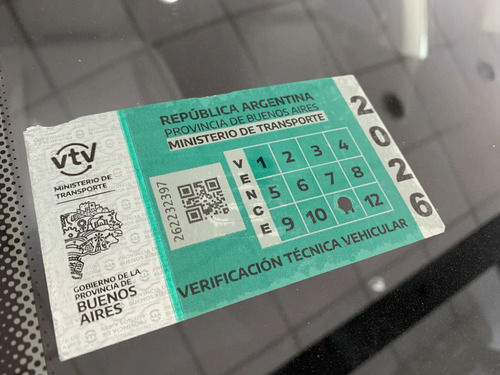 vtv
MINISTERIO DE
TRANSPORTE
GOBIERNO DE LA
PROVINCIA DE
BUENOS
AIRES
REPÚBLICA ARGENTINA
PROVINCIA DE BUENOS AIRES
MINISTERIO DE TRANSPORTE
262232397
VENCE
1 2 3 4
5 6 7 8
9 10 12
2026
VERIFICACIÓN TÉCNICA VEHICULAR